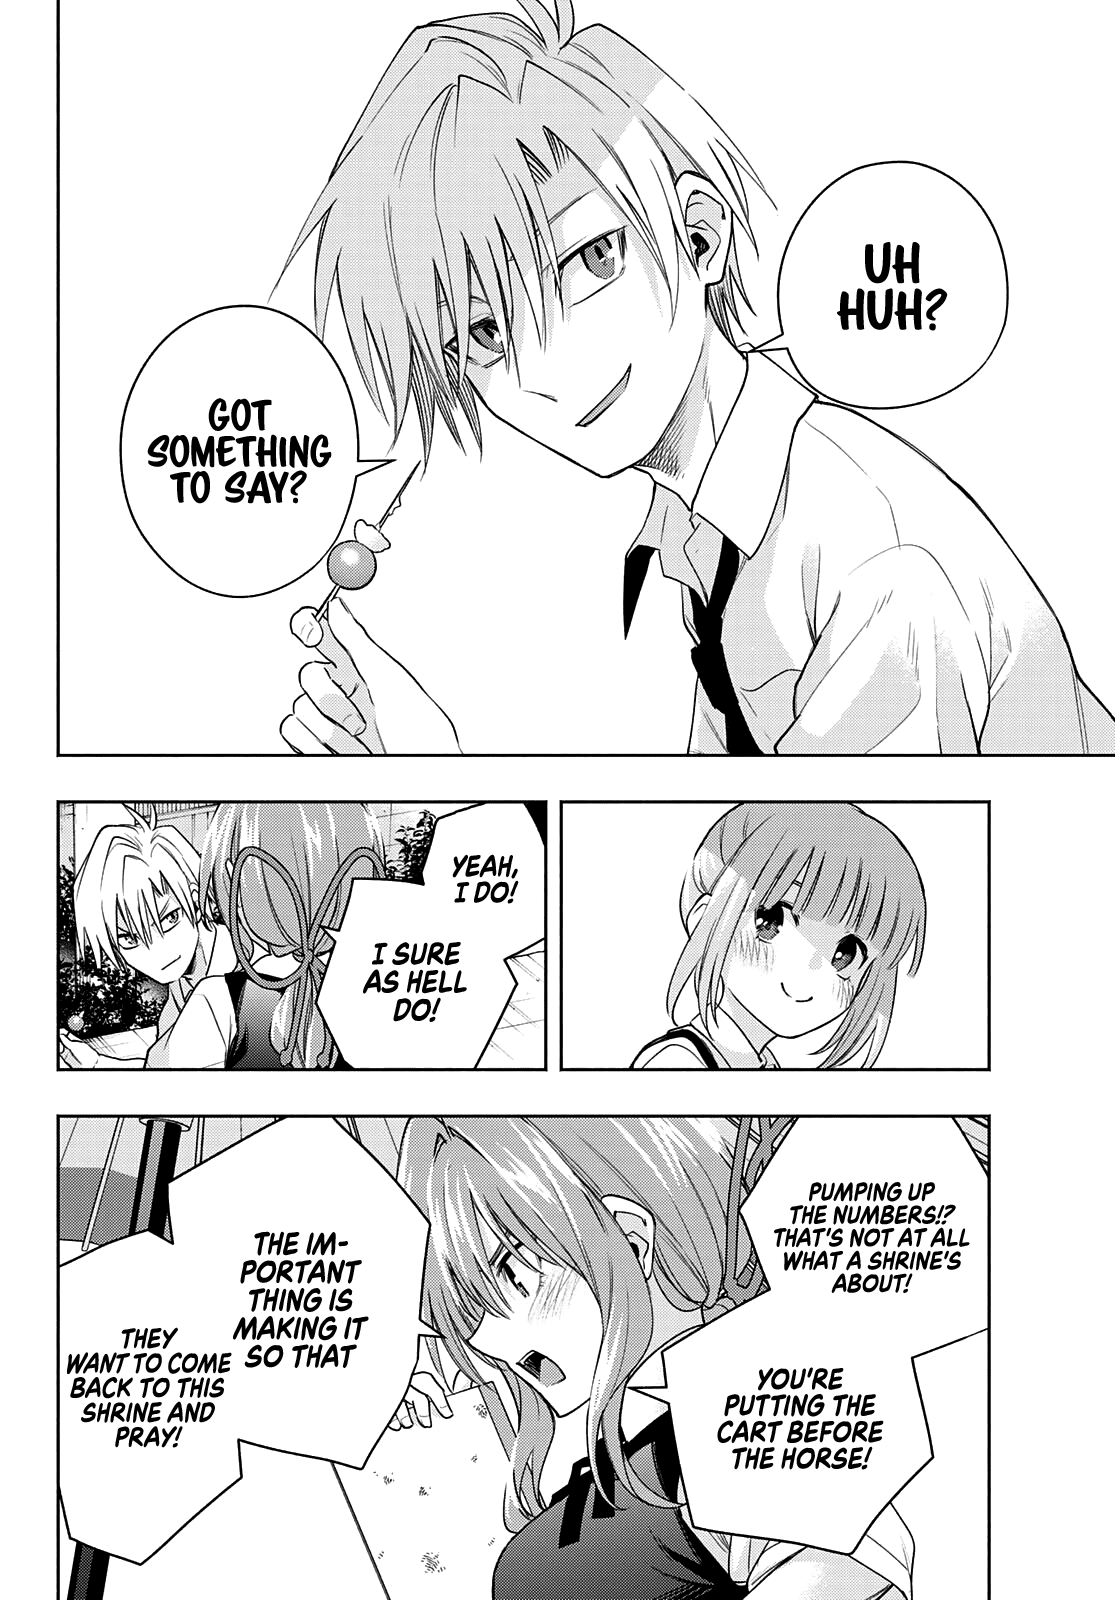 UH
HUH?
GOT
SOMETHING
TO SAY?
YEAH,
I DO!
I SURE
AS HELL
DO!
PUMPING UP
THE NUMBERS!?
THAT'S NOT AT ALL
WHAT A SHRINE'S
ABOUT!
YOU'RE
PUTTING THE
CART BEFORE
THE HORSE!
THE IM-
PORTANT
THING IS
MAKING IT
SO THAT
THEY
WANT TO COME
BACK TO THIS
SHRINE AND
PRAY!